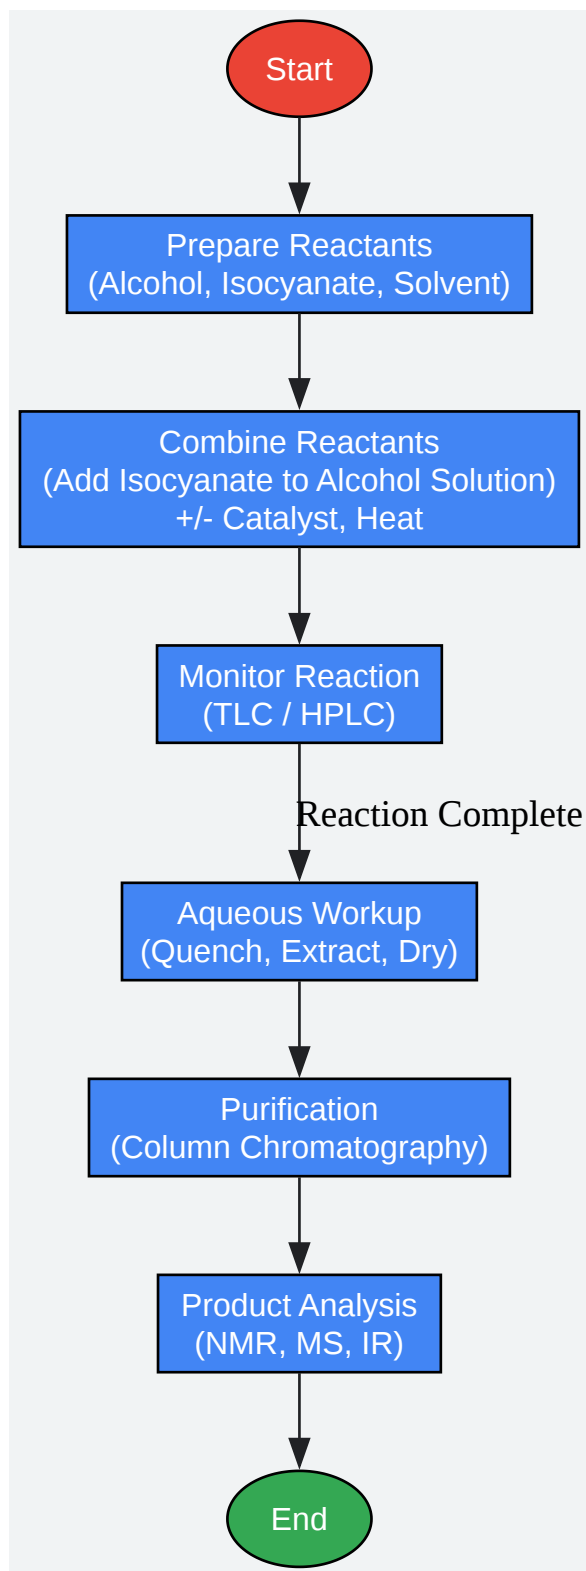 Start
Prepare Reactants
(Alcohol, Isocyanate, Solvent)
Combine Reactants
(Add Isocyanate to Alcohol Solution)
+/- Catalyst, Heat
Monitor Reaction
(TLC / HPLC)
Reaction Complete
Aqueous Workup
(Quench, Extract, Dry)
Purification
(Column Chromatography)
Product Analysis
(NMR, MS, IR)
End